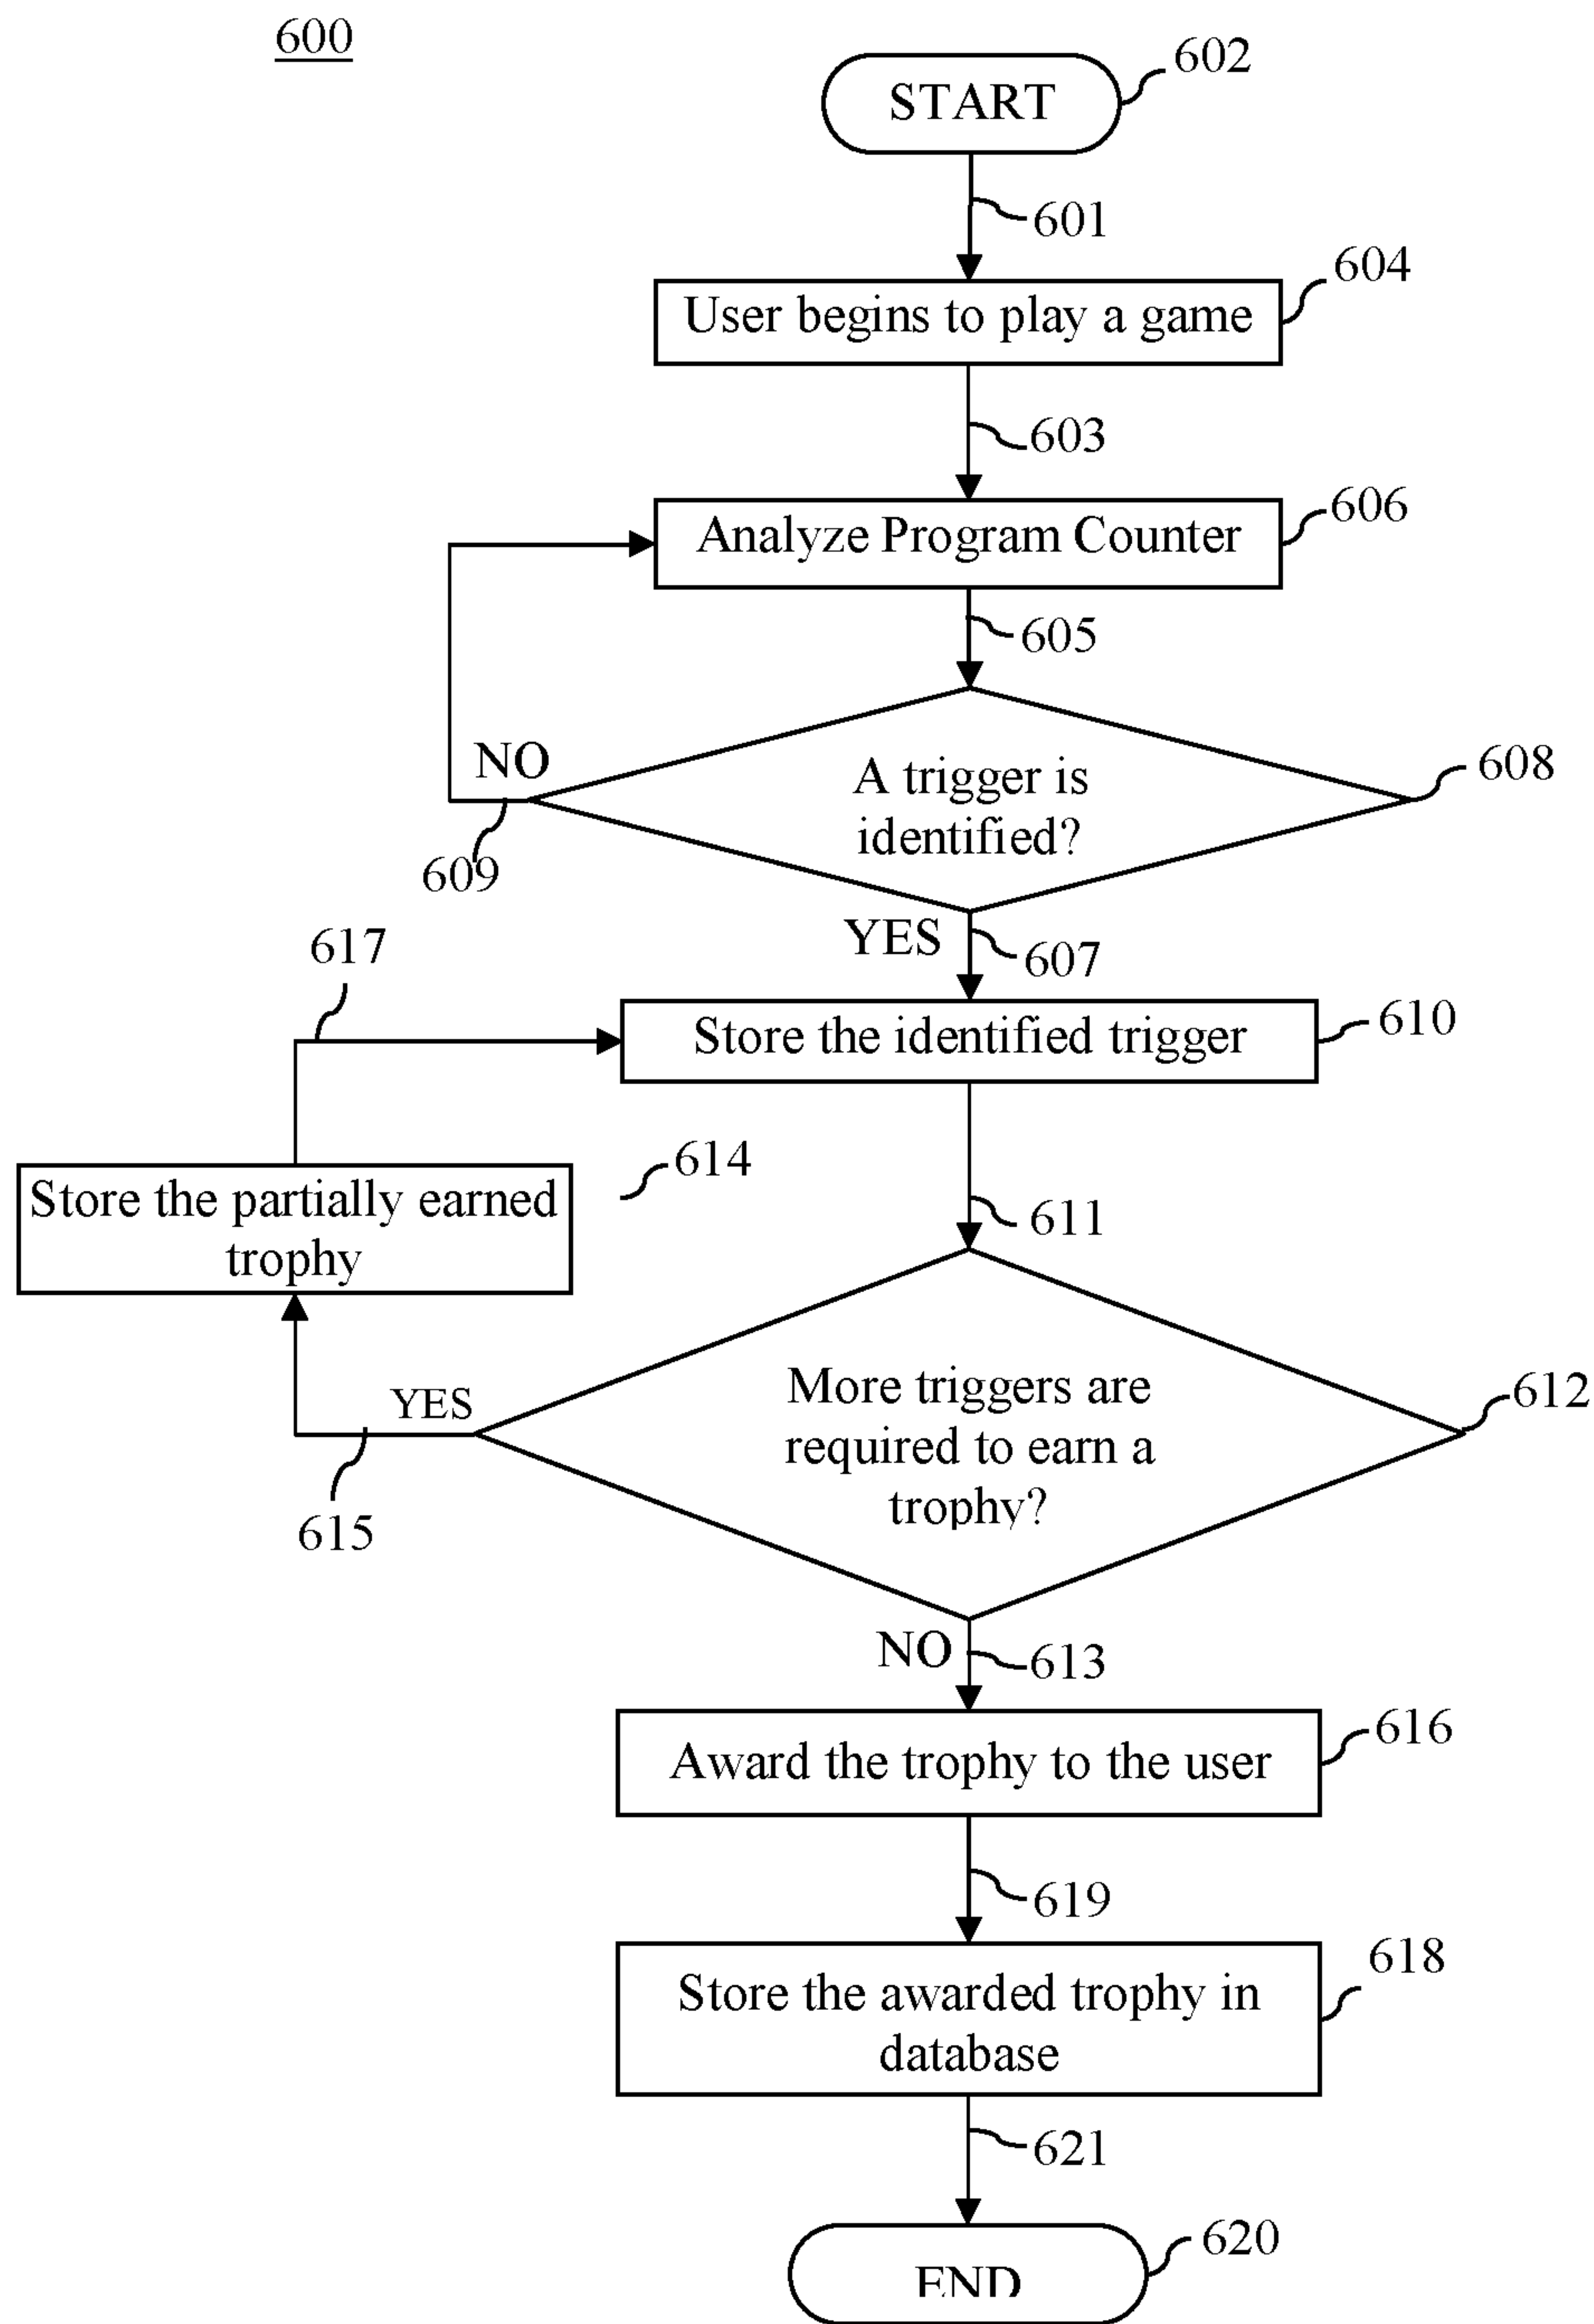 600
START
602
601
User begins to play a game
604
603
Analyze Program Counter
606
605
NO
A trigger is
identified?
608
609
YES
607
617
Store the identified trigger
610
Store the partially earned
trophy
614
611
YES
More triggers are
required to earn a
trophy?
612
615
NO
613
Award the trophy to the user
616
619
Store the awarded trophy in
database
618
621
END
620